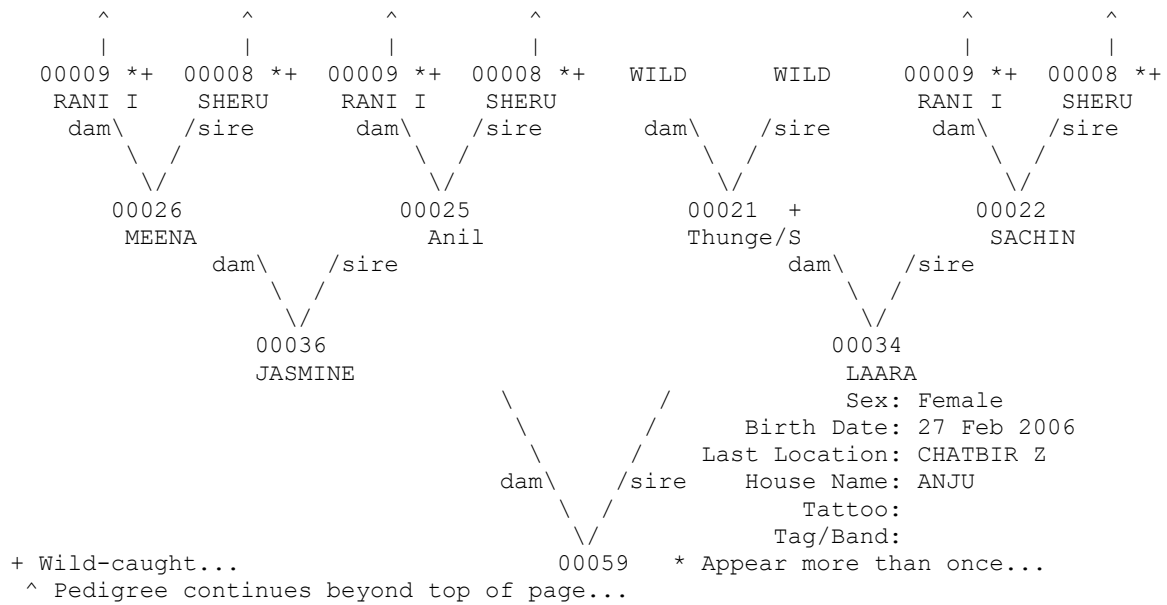 ^ ^ ^ ^ ^ ^
| | | | | |
00009 *+ 00008 *+ 00009 *+ 00008 *+ WILD WILD 00009 *+ 00008 *+
RANI I SHERU RANI I SHERU RANI I SHERU
dam\ /sire dam\ /sire dam\ /sire dam\ /sire
\ / \ / \ / \ /
\/ \/ \/ \/
00026 00025 00021 + 00022
MEENA Anil Thunge/S SACHIN
dam\ /sire dam\ /sire
\ / \ /
\/ \/
00036 00034
JASMINE LAARA
\ / Sex: Female
\ / Birth Date: 27 Feb 2006
\ / Last Location: CHATBIR Z
dam\ /sire House Name: ANJU
\ / Tattoo:
\/ Tag/Band:
+ Wild-caught... 00059 * Appear more than once...
^ Pedigree continues beyond top of page...